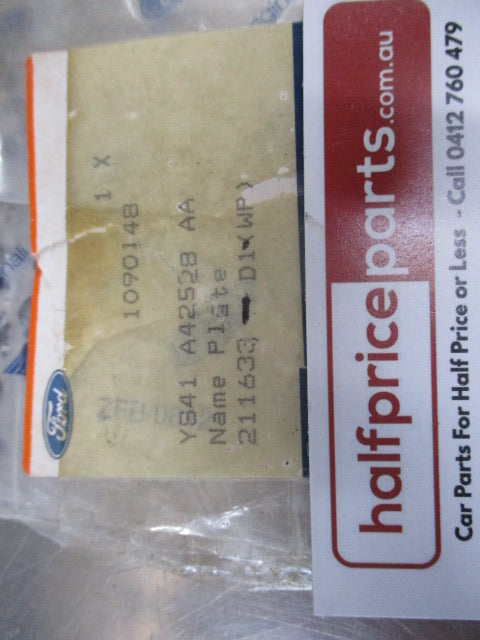 Ford
1090148 1 X
YS41 A42528 AA
Name Plate
211633 D1 (WP)
halfpriceparts.com.au
Car Parts For Half Price or Less - Call 0412 760 479